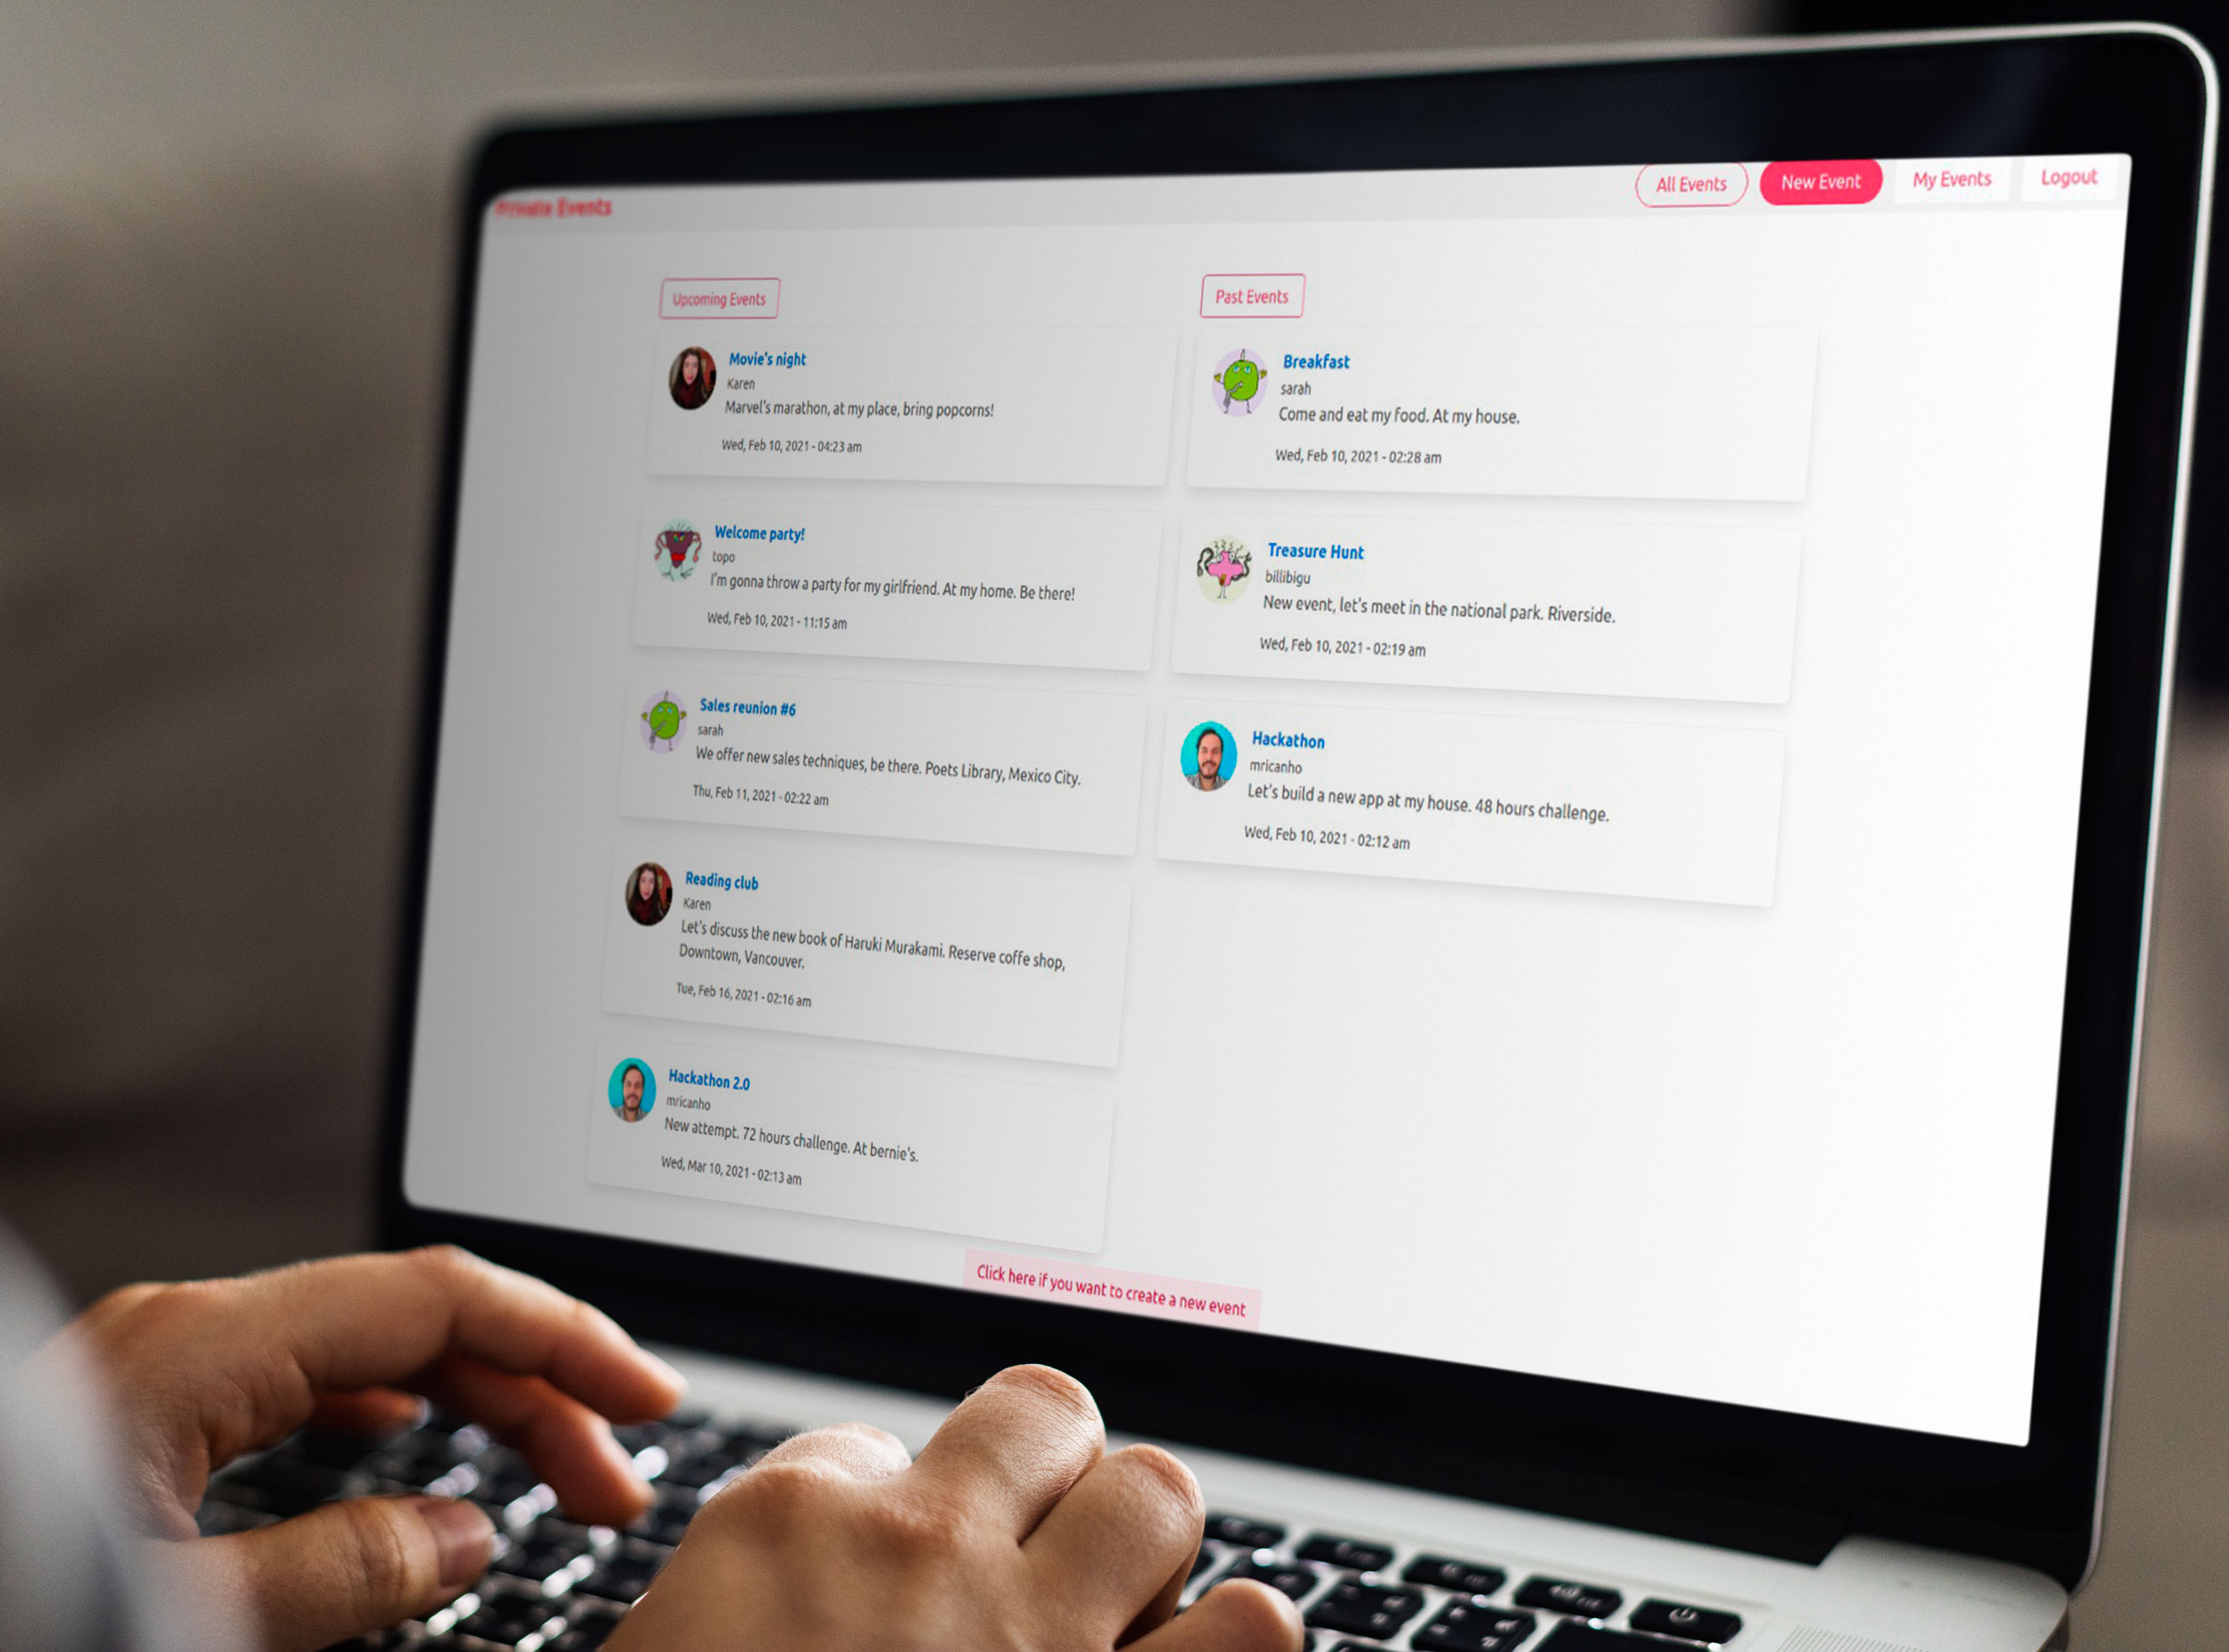 Private Events
All Events
New Event
My Events
Logout
Upcoming Events
Movie's night
Karen
Marvel's marathon, at my place, bring popcorns!
Wed, Feb 10, 2021 - 04:23 am
Welcome party!
topo
I'm gonna throw a party for my girlfriend. At my home. Be there!
Wed, Feb 10, 2021 - 11:15 am
Sales reunion #6
sarah
We offer new sales techniques, be there. Poets Library, Mexico City.
Thu, Feb 11, 2021 - 02:22 am
Reading club
Karen
Let's discuss the new book of Haruki Murakami. Reserve coffe shop,
Downtown, Vancouver.
Tue, Feb 16, 2021 - 02:16 am
Hackathon 2.0
mricanho
New attempt. 72 hours challenge. At bernie's.
Wed, Mar 10, 2021 - 02:13 am
Past Events
Breakfast
sarah
Come and eat my food. At my house.
Wed, Feb 10, 2021 - 02:28 am
Treasure Hunt
billibigu
New event, let's meet in the national park. Riverside.
Wed, Feb 10, 2021 - 02:19 am
Hackathon
mricanho
Let's build a new app at my house. 48 hours challenge.
Wed, Feb 10, 2021 - 02:12 am
Click here if you want to create a new event